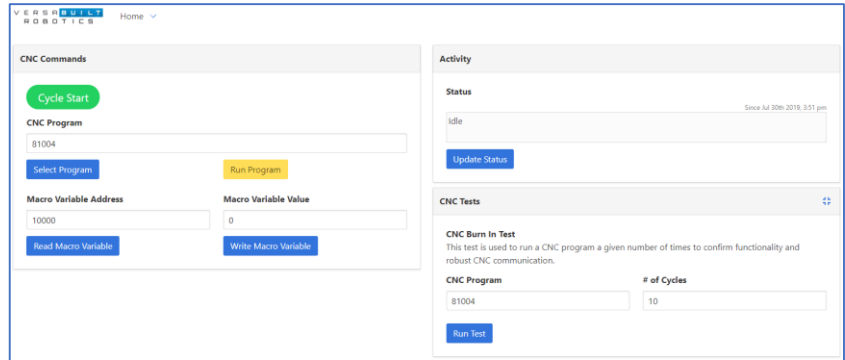 VERSABUILT
ROBOTICS
Home
CNC Commands
Cycle Start
CNC Program
81004
Select Program
Run Program
Macro Variable Address
Macro Variable Value
10000
0
Read Macro Variable
Write Macro Variable
Activity
Status
Since Jul 30th 2019, 3:51 pm
Idle
Update Status
CNC Tests
CNC Burn In Test
This test is used to run a CNC program a given number of times to confirm functionality and
robust CNC communication.
CNC Program
# of Cycles
81004
10
Run Test